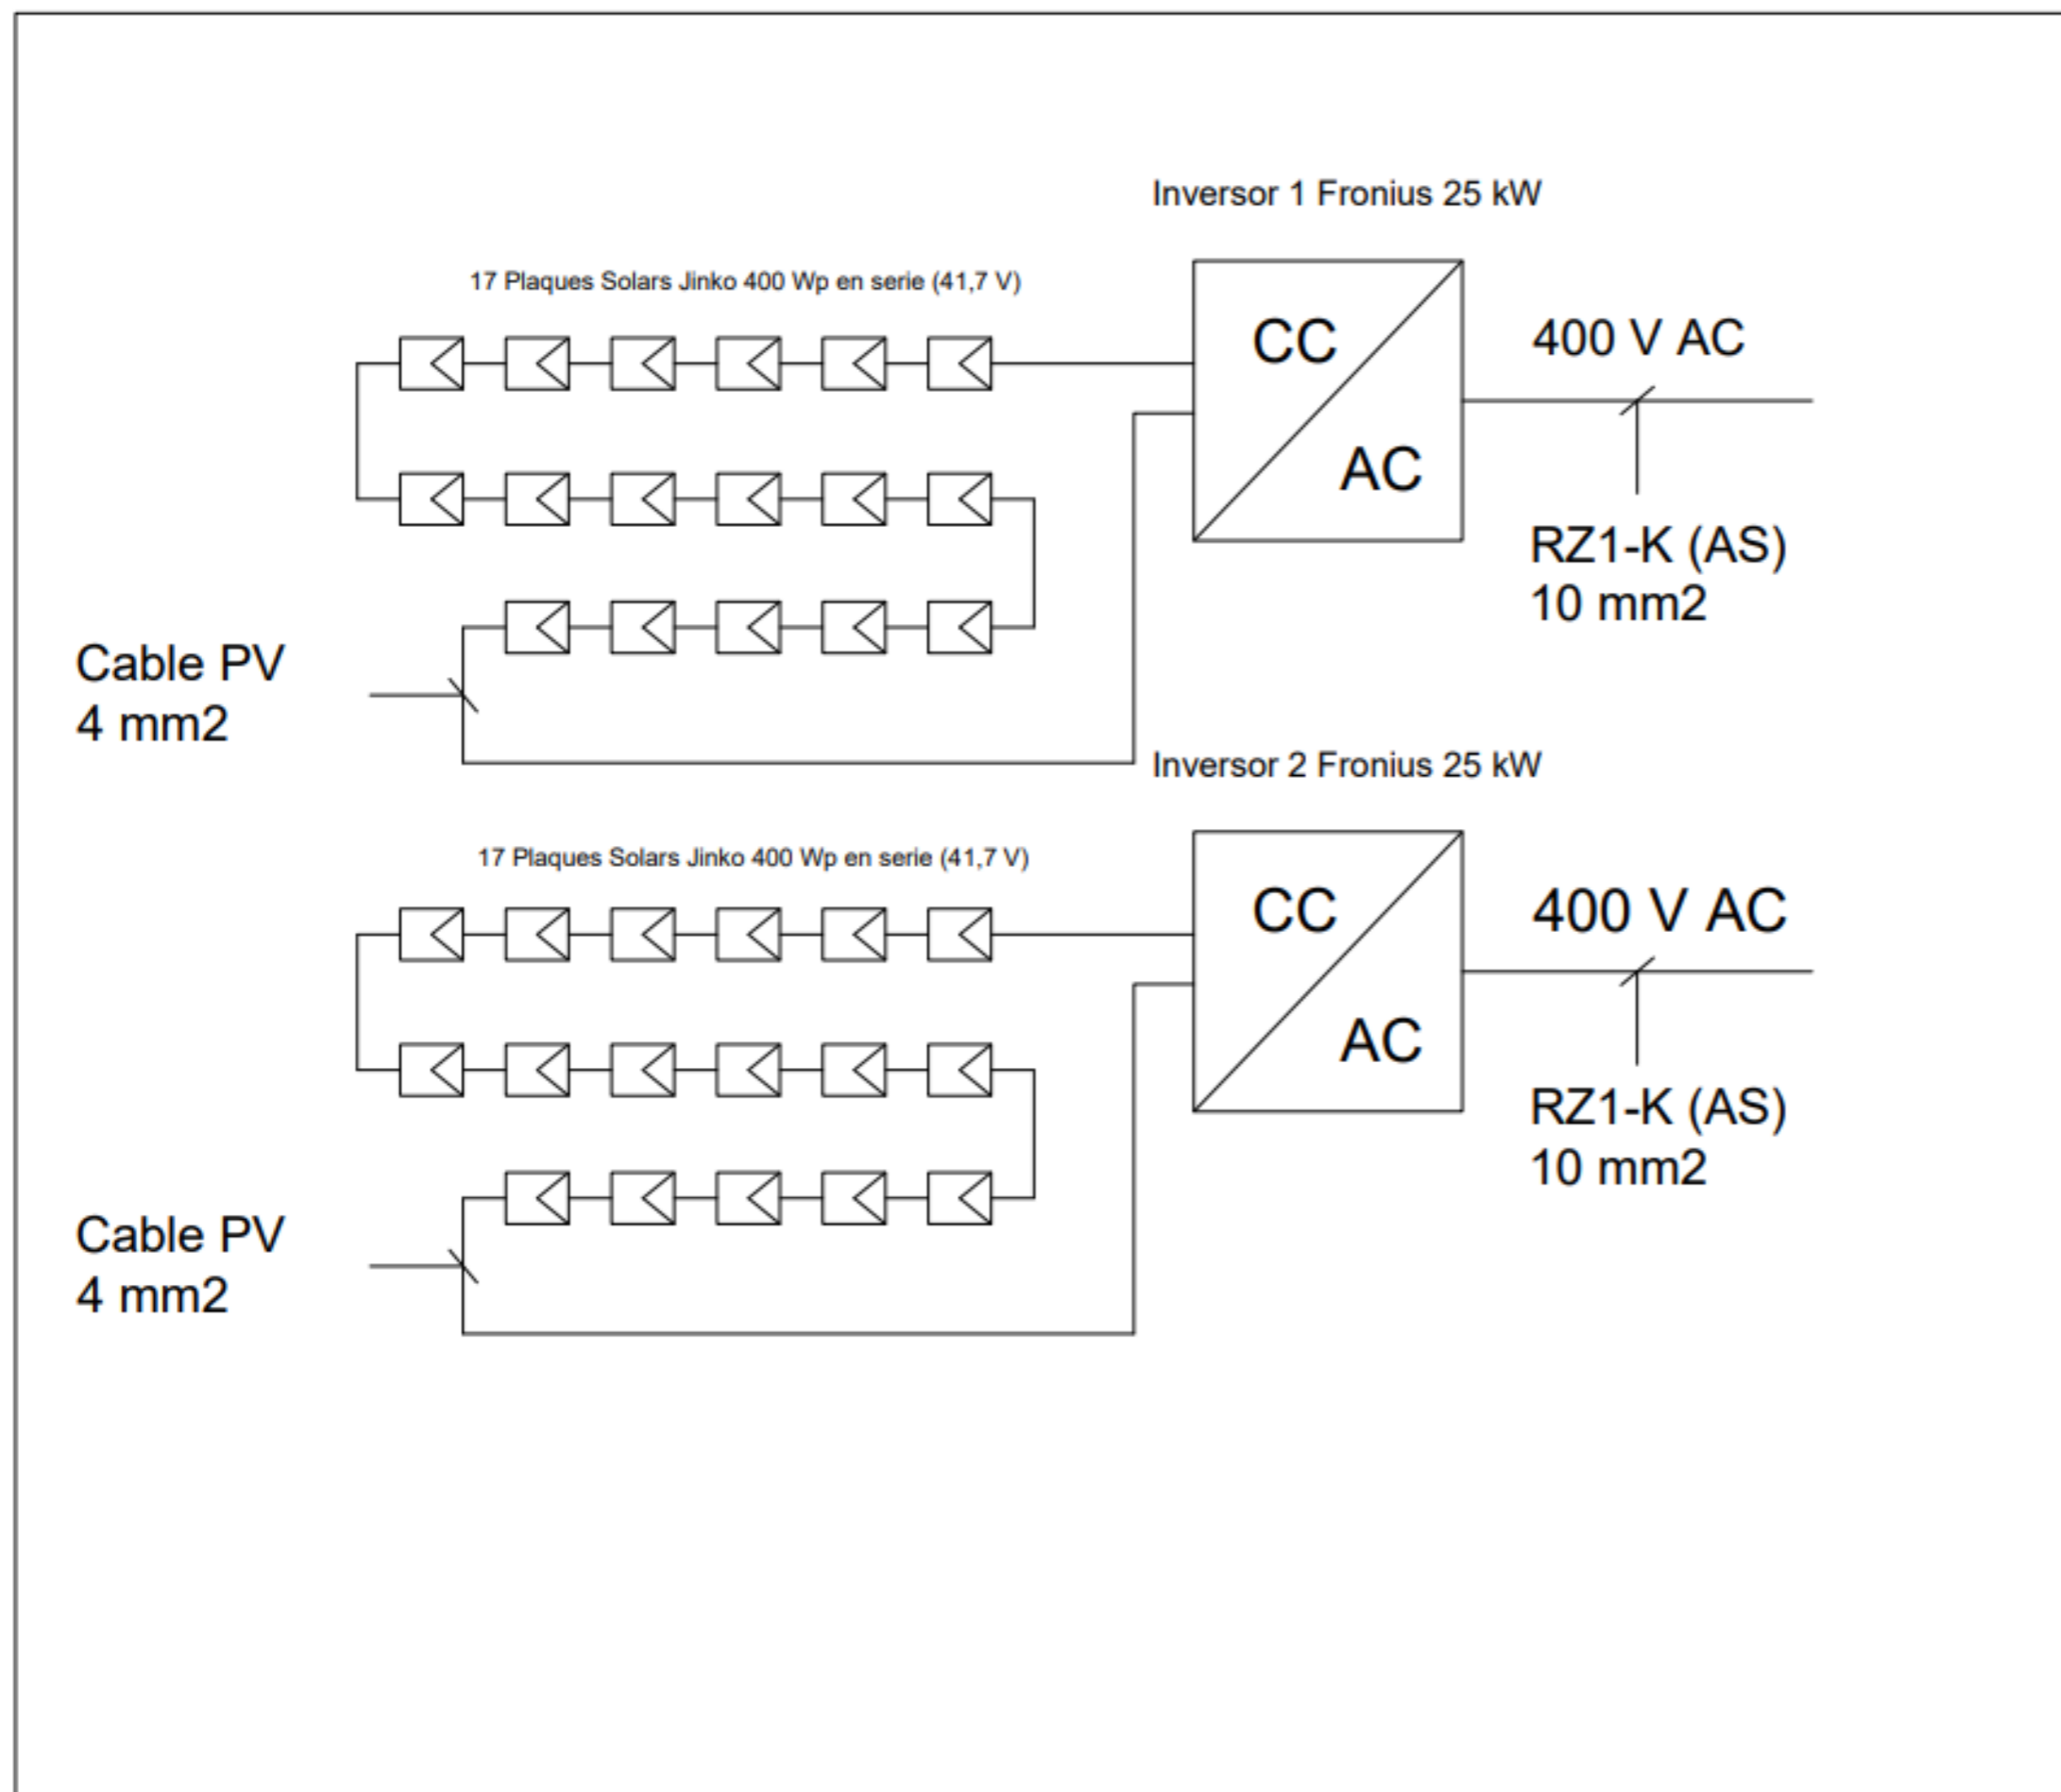 Inversor 1 Fronius 25 kW
17 Plaques Solars Jinko 400 Wp en serie (41,7 V)
CC
AC
400 V AC
RZ1-K (AS)
10 mm2
Cable PV
4 mm2
Inversor 2 Fronius 25 kW
17 Plaques Solars Jinko 400 Wp en serie (41,7 V)
CC
AC
400 V AC
RZ1-K (AS)
10 mm2
Cable PV
4 mm2